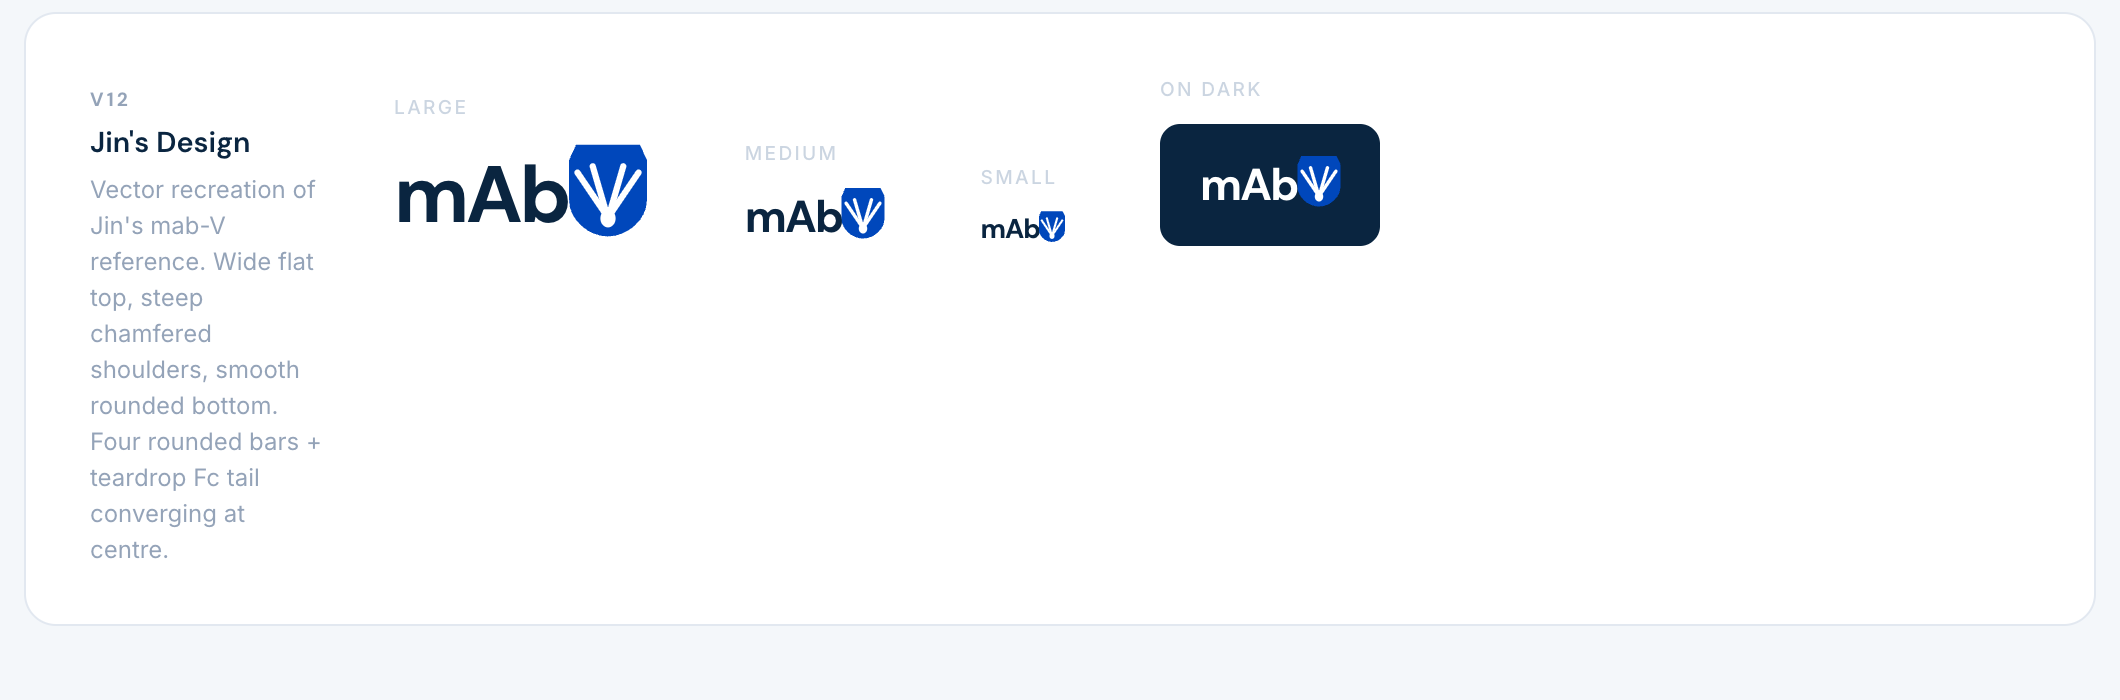 V12
Jin's Design
Vector recreation of
Jin's mab-V
reference. Wide flat
top, steep
chamfered
shoulders, smooth
rounded bottom.
Four rounded bars +
teardrop Fc tail
converging at
centre.
LARGE
mAb
MEDIUM
mAb
SMALL
mAb
ON DARK
mAb